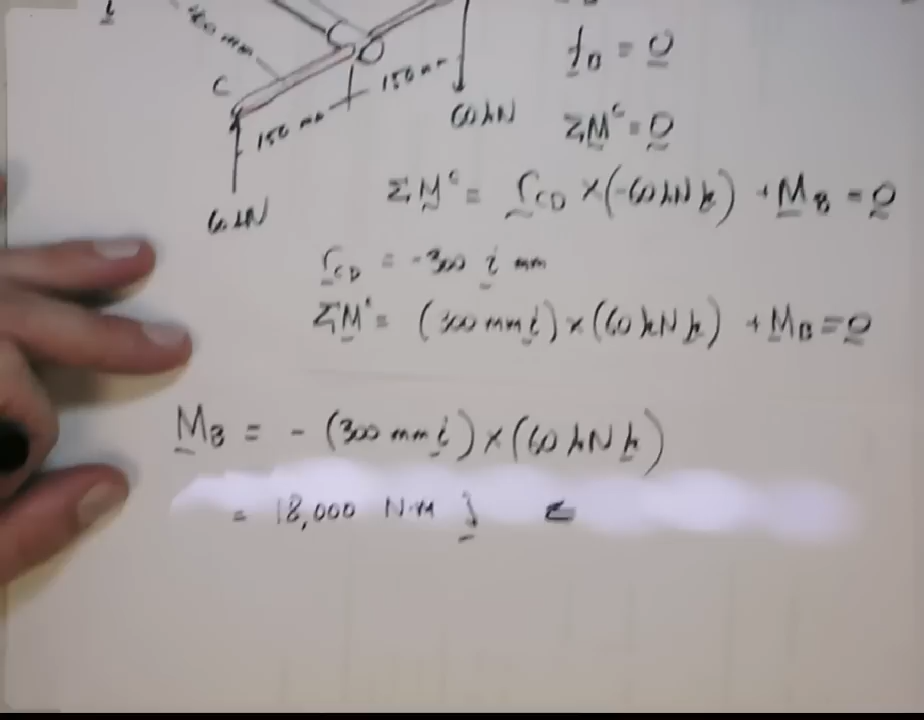 i
C
D
150 mm
150 mm
60 kN
60 kN
f_B = 0
ΣM^C = 0
ΣM^C = r_CD × (-60 kN k) + M_B = 0
r_CD = -300 i mm
ΣM^C = (300 mm i) × (60 kN k) + M_B = 0
M_B = - (300 mm i) × (60 kN k)
= 18,000 N·m j ⇐